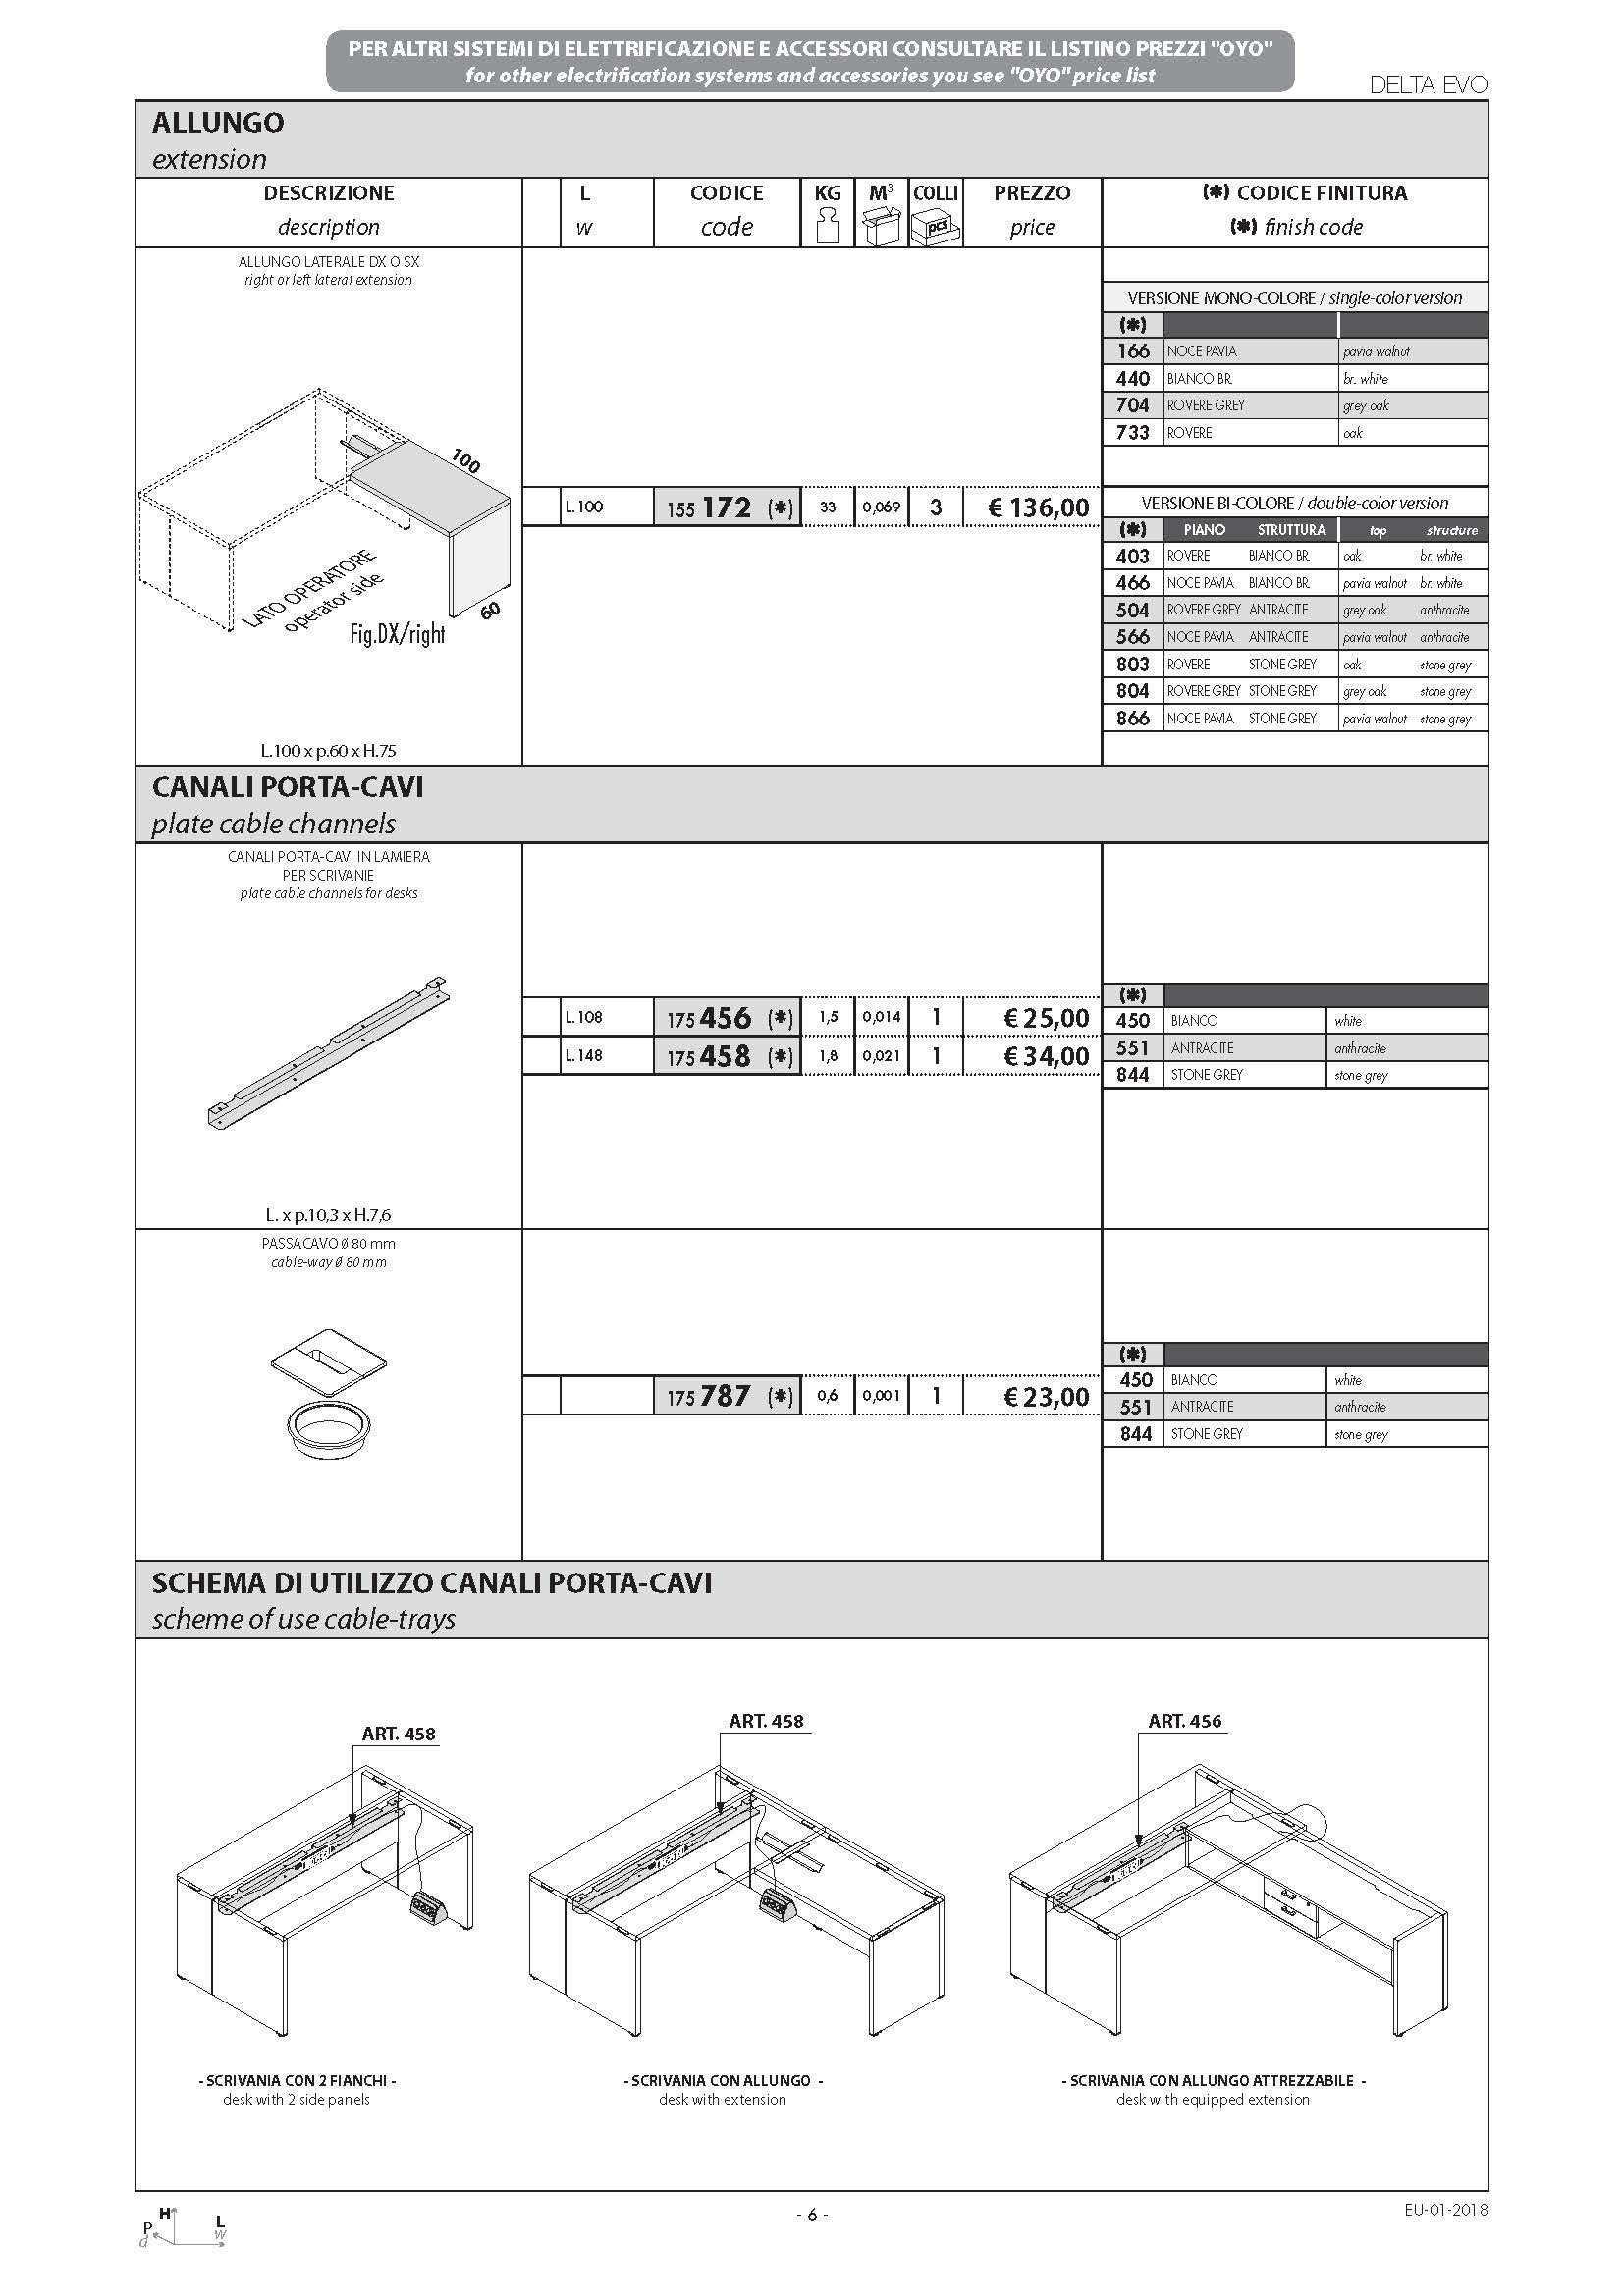 PER ALTRI SISTEMI DI ELETTRIFICAZIONE E ACCESSORI CONSULTARE IL LISTINO PREZZI "OYO"
for other electrification systems and accessories you see "OYO" price list
DELTA EVO
ALLUNGO
extension
DESCRIZIONE L CODICE KG M³ COLLI PREZZO (*) CODICE FINITURA
description w code pcs price (*) finish code
ALLUNGO LATERALE DX O SX
right or left lateral extension
100
60
LATO OPERATORE
operator side
Fig.DX/right
L.100 x p.60 x H.75
L.100 155 172 (*) 33 0,069 3 € 136,00
VERSIONE MONO-COLORE / single-color version
(*)
166 NOCE PAVIA pavia walnut
440 BIANCO BR. br. white
704 ROVERE GREY grey oak
733 ROVERE oak
VERSIONE BI-COLORE / double-color version
(*) PIANO STRUTTURA top structure
403 ROVERE BIANCO BR. oak br. white
466 NOCE PAVIA BIANCO BR. pavia walnut br. white
504 ROVERE GREY ANTRACITE grey oak anthracite
566 NOCE PAVIA ANTRACITE pavia walnut anthracite
803 ROVERE STONE GREY oak stone grey
804 ROVERE GREY STONE GREY grey oak stone grey
866 NOCE PAVIA STONE GREY pavia walnut stone grey
CANALI PORTA-CAVI
plate cable channels
CANALI PORTA-CAVI IN LAMIERA
PER SCRIVANIE
plate cable channels for desks
L. x p.10,3 x H.7,6
L.108 175 456 (*) 1,5 0,014 1 € 25,00
L.148 175 458 (*) 1,8 0,021 1 € 34,00
(*)
450 BIANCO white
551 ANTRACITE anthracite
844 STONE GREY stone grey
PASSACAVO Ø 80 mm
cable-way Ø 80 mm
175 787 (*) 0,6 0,001 1 € 23,00
(*)
450 BIANCO white
551 ANTRACITE anthracite
844 STONE GREY stone grey
SCHEMA DI UTILIZZO CANALI PORTA-CAVI
scheme of use cable-trays
ART. 458
ART. 458
ART. 456
- SCRIVANIA CON 2 FIANCHI -
desk with 2 side panels
- SCRIVANIA CON ALLUNGO -
desk with extension
- SCRIVANIA CON ALLUNGO ATTREZZABILE -
desk with equipped extension
H
P
d
L
w
- 6 -
EU-01-2018